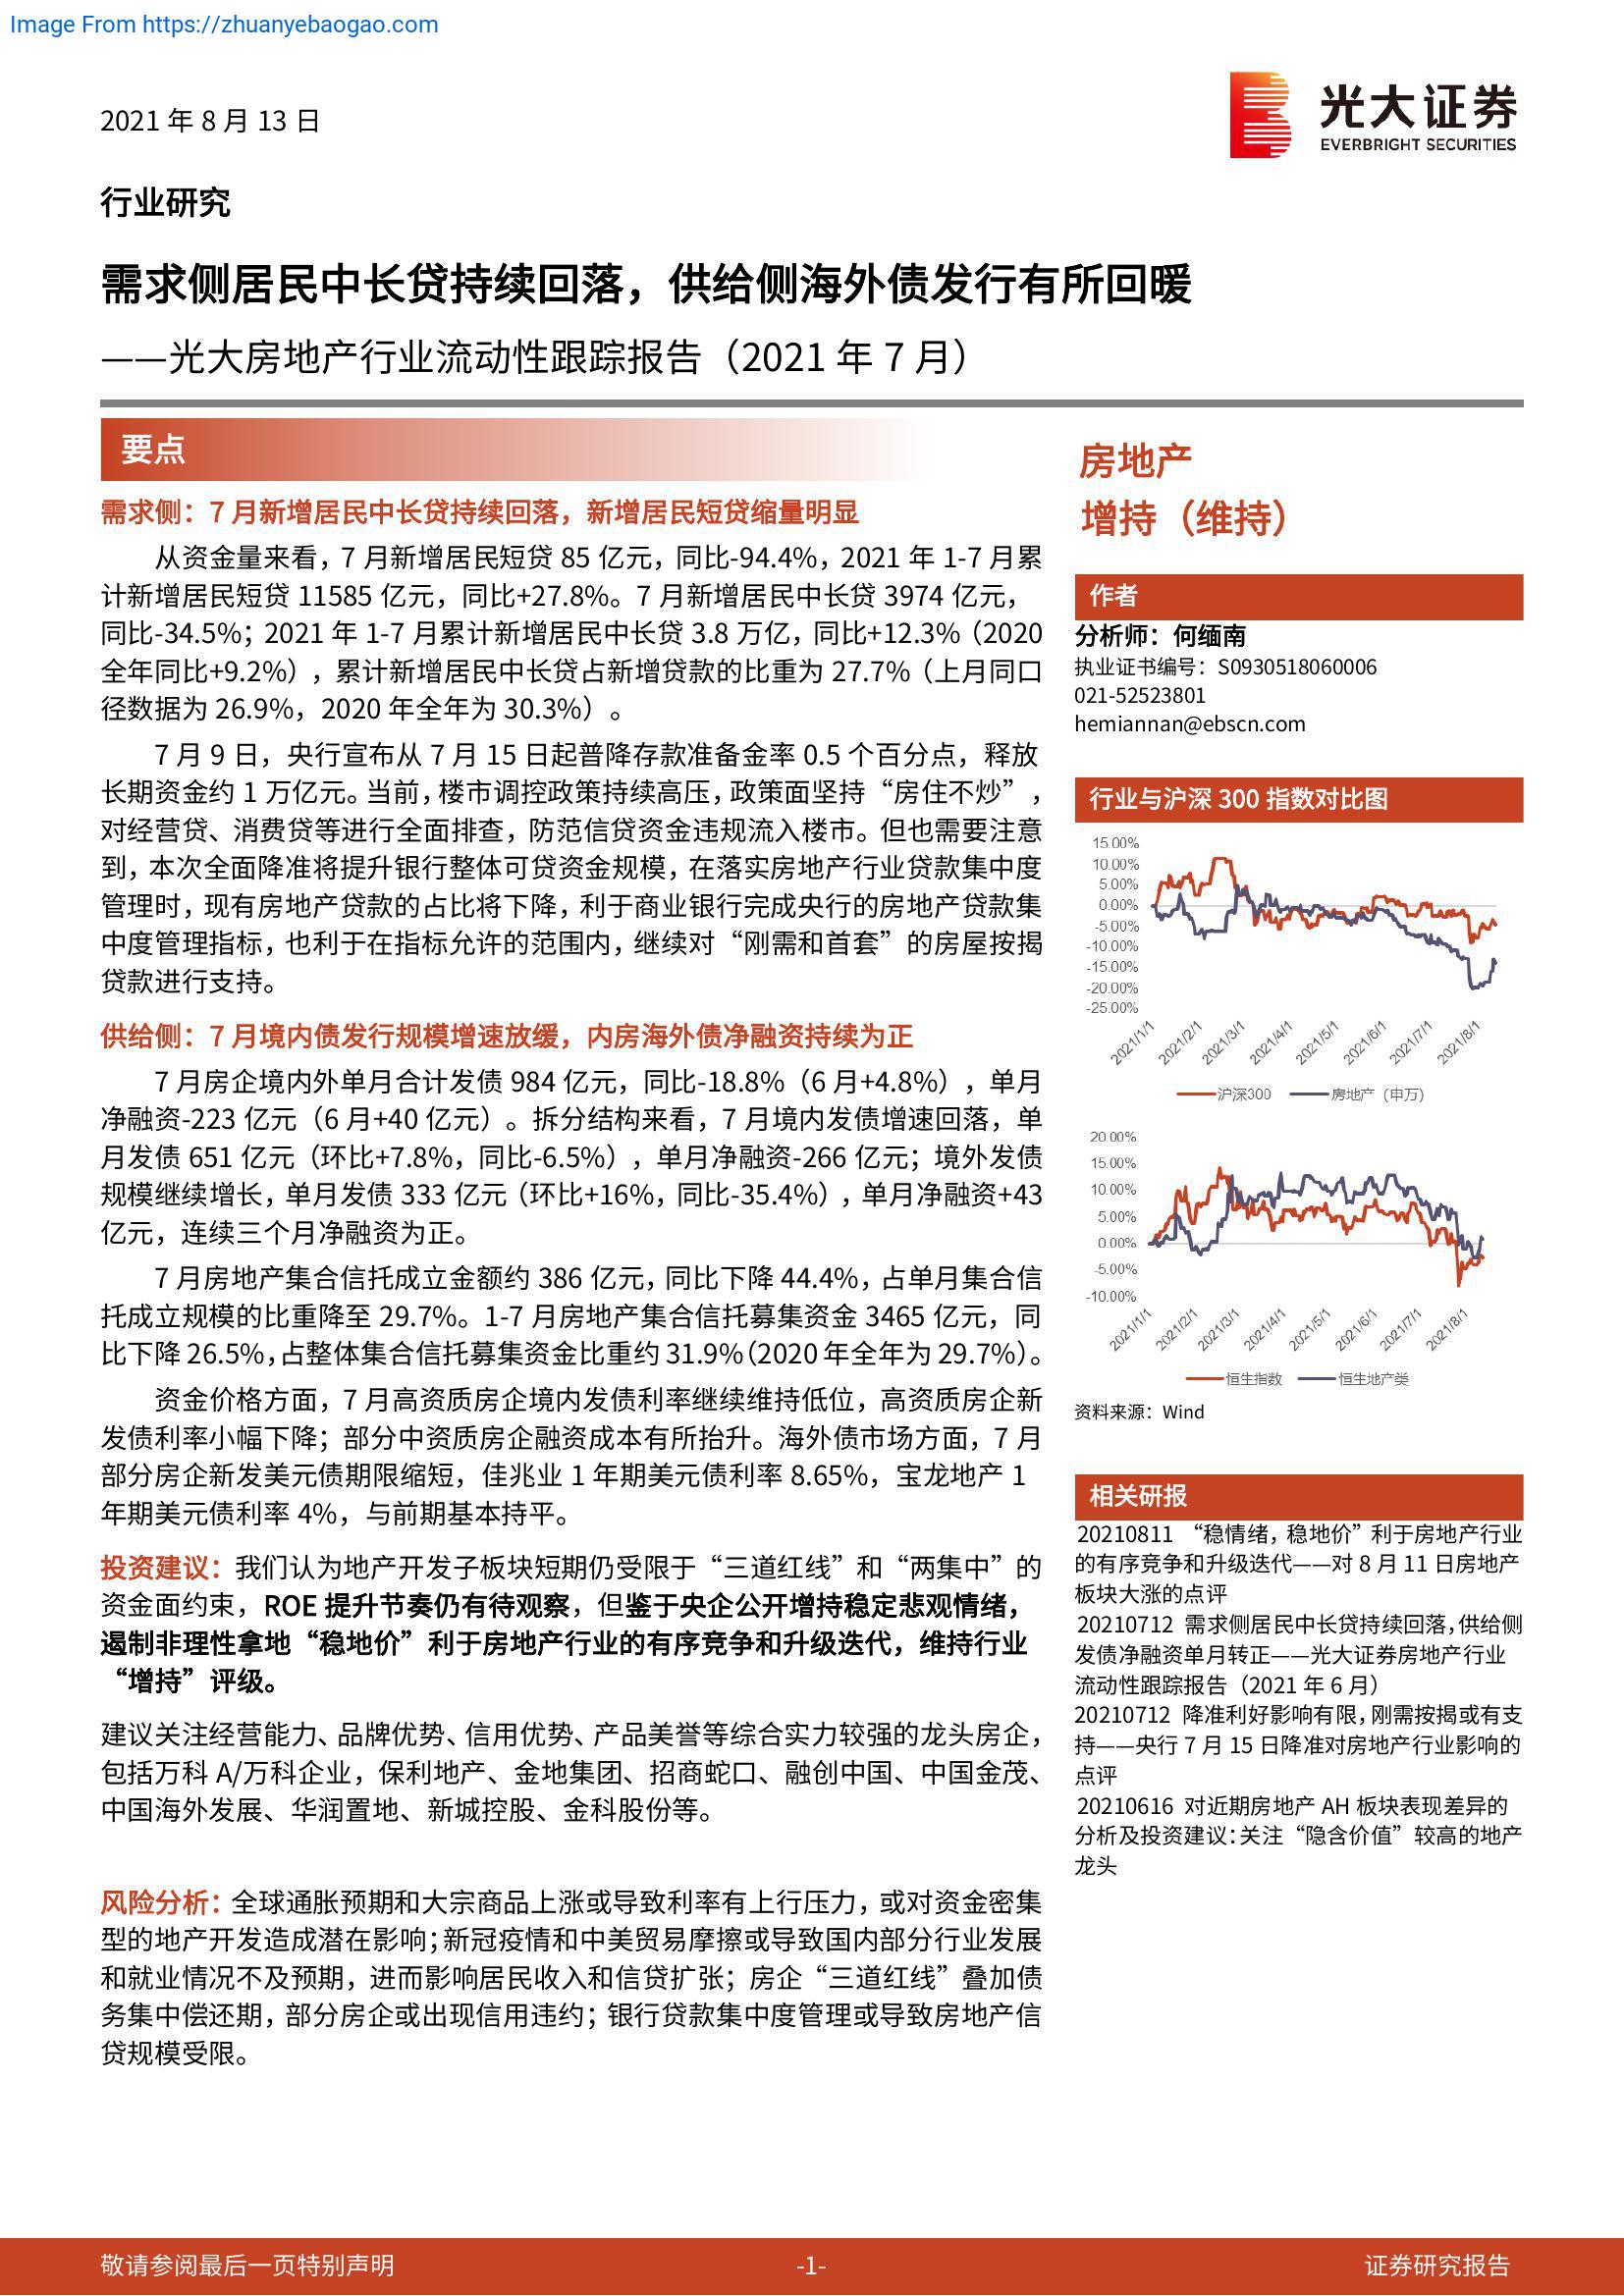 Image From https://zhuanyebaogao.com
2021 年 8 月 13 日
光大证券
EVERBRIGHT SECURITIES
行业研究
需求侧居民中长贷持续回落，供给侧海外债发行有所回暖
——光大房地产行业流动性跟踪报告（2021 年 7 月）
要点
需求侧：7 月新增居民中长贷持续回落，新增居民短贷缩量明显
从资金量来看，7 月新增居民短贷 85 亿元，同比-94.4%，2021 年 1-7 月累
计新增居民短贷 11585 亿元，同比+27.8%。7 月新增居民中长贷 3974 亿元，
同比-34.5%；2021 年 1-7 月累计新增居民中长贷 3.8 万亿，同比+12.3%（2020
全年同比+9.2%），累计新增居民中长贷占新增贷款的比重为 27.7%（上月同口
径数据为 26.9%，2020 年全年为 30.3%）。
7 月 9 日，央行宣布从 7 月 15 日起普降存款准备金率 0.5 个百分点，释放
长期资金约 1 万亿元。当前，楼市调控政策持续高压，政策面坚持“房住不炒”，
对经营贷、消费贷等进行全面排查，防范信贷资金违规流入楼市。但也需要注意
到，本次全面降准将提升银行整体可贷资金规模，在落实房地产行业贷款集中度
管理时，现有房地产贷款的占比将下降，利于商业银行完成央行的房地产贷款集
中度管理指标，也利于在指标允许的范围内，继续对“刚需和首套”的房屋按揭
贷款进行支持。
供给侧：7 月境内债发行规模增速放缓，内房海外债净融资持续为正
7 月房企境内外单月合计发债 984 亿元，同比-18.8%（6 月+4.8%），单月
净融资-223 亿元（6 月+40 亿元）。拆分结构来看，7 月境内发债增速回落，单
月发债 651 亿元（环比+7.8%，同比-6.5%），单月净融资-266 亿元；境外发债
规模继续增长，单月发债 333 亿元（环比+16%，同比-35.4%），单月净融资+43
亿元，连续三个月净融资为正。
7 月房地产集合信托成立金额约 386 亿元，同比下降 44.4%，占单月集合信
托成立规模的比重降至 29.7%。1-7 月房地产集合信托募集资金 3465 亿元，同
比下降 26.5%，占整体集合信托募集资金比重约 31.9%（2020 年全年为 29.7%）。
资金价格方面，7 月高资质房企境内发债利率继续维持低位，高资质房企新
发债利率小幅下降；部分中资质房企融资成本有所抬升。海外债市场方面，7 月
部分房企新发美元债期限缩短，佳兆业 1 年期美元债利率 8.65%，宝龙地产 1
年期美元债利率 4%，与前期基本持平。
投资建议：我们认为地产开发子板块短期仍受限于“三道红线”和“两集中”的
资金面约束，ROE 提升节奏仍有待观察，但鉴于央企公开增持稳定悲观情绪，
遏制非理性拿地“稳地价”利于房地产行业的有序竞争和升级迭代，维持行业
“增持”评级。
建议关注经营能力、品牌优势、信用优势、产品美誉等综合实力较强的龙头房企，
包括万科 A/万科企业，保利地产、金地集团、招商蛇口、融创中国、中国金茂、
中国海外发展、华润置地、新城控股、金科股份等。
风险分析：全球通胀预期和大宗商品上涨或导致利率有上行压力，或对资金密集
型的地产开发造成潜在影响；新冠疫情和中美贸易摩擦或导致国内部分行业发展
和就业情况不及预期，进而影响居民收入和信贷扩张；房企“三道红线”叠加债
务集中偿还期，部分房企或出现信用违约；银行贷款集中度管理或导致房地产信
贷规模受限。
房地产
增持（维持）
作者
分析师：何缅南
执业证书编号：S0930518060006
021-52523801
hemiannan@ebscn.com
行业与沪深 300 指数对比图
15.00%
10.00%
5.00%
0.00%
-5.00%
-10.00%
-15.00%
-20.00%
-25.00%
2021/1/1
2021/2/1
2021/3/1
2021/4/1
2021/5/1
2021/6/1
2021/7/1
2021/8/1
沪深300 房地产（申万）
20.00%
15.00%
10.00%
5.00%
0.00%
-5.00%
-10.00%
2021/1/1
2021/2/1
2021/3/1
2021/4/1
2021/5/1
2021/6/1
2021/7/1
2021/8/1
恒生指数 恒生地产类
资料来源：Wind
相关研报
20210811 “稳情绪，稳地价”利于房地产行业
的有序竞争和升级迭代——对 8 月 11 日房地产
板块大涨的点评
20210712 需求侧居民中长贷持续回落，供给侧
发债净融资单月转正——光大证券房地产行业
流动性跟踪报告（2021 年 6 月）
20210712 降准利好影响有限，刚需按揭或有支
持——央行 7 月 15 日降准对房地产行业影响的
点评
20210616 对近期房地产 AH 板块表现差异的
分析及投资建议：关注“隐含价值”较高的地产
龙头
敬请参阅最后一页特别声明
-1-
证券研究报告